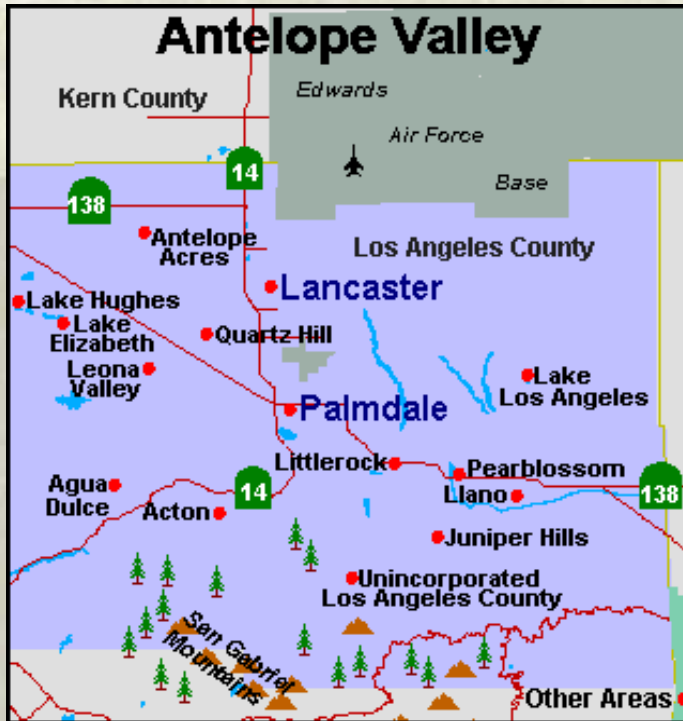 Antelope Valley
Kern County
Edwards
Air Force
Base
14
138
Antelope
Acres
Los Angeles County
Lancaster
Lake Hughes
Lake
Elizabeth
Quartz Hill
Leona
Valley
Lake
Los Angeles
Palmdale
Littlerock
Pearblossom
Agua
Dulce
14
Llano
138
Acton
Juniper Hills
Unincorporated
Los Angeles County
San Gabriel
Mountains
Other Areas